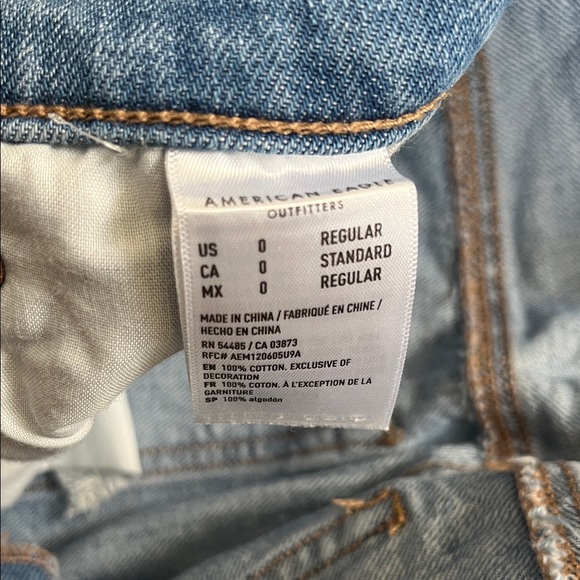 AMERICAN EAGLE
OUTFITTERS
US 0 REGULAR
CA 0 STANDARD
MX 0 REGULAR
MADE IN CHINA / FABRIQUÉ EN CHINE /
HECHO EN CHINA
RN 54485 / CA 03873
RFC# AEM120605U9A
EN 100% COTTON. EXCLUSIVE OF
DECORATION
FR 100% COTON. À L'EXCEPTION DE LA
GARNITURE
SP 100% algodón